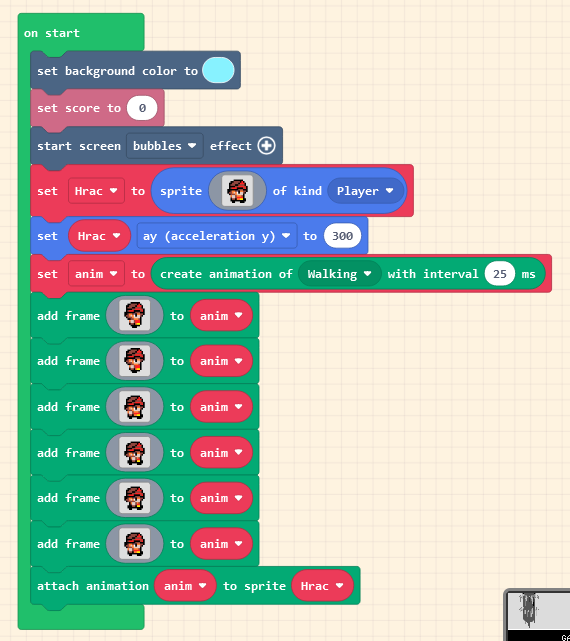 on start
set background color to
set score to 0
start screen bubbles effect
set Hrac to sprite of kind Player
set Hrac ay (acceleration y) to 300
set anim to create animation of Walking with interval 25 ms
add frame to anim
add frame to anim
add frame to anim
add frame to anim
add frame to anim
add frame to anim
attach animation anim to sprite Hrac